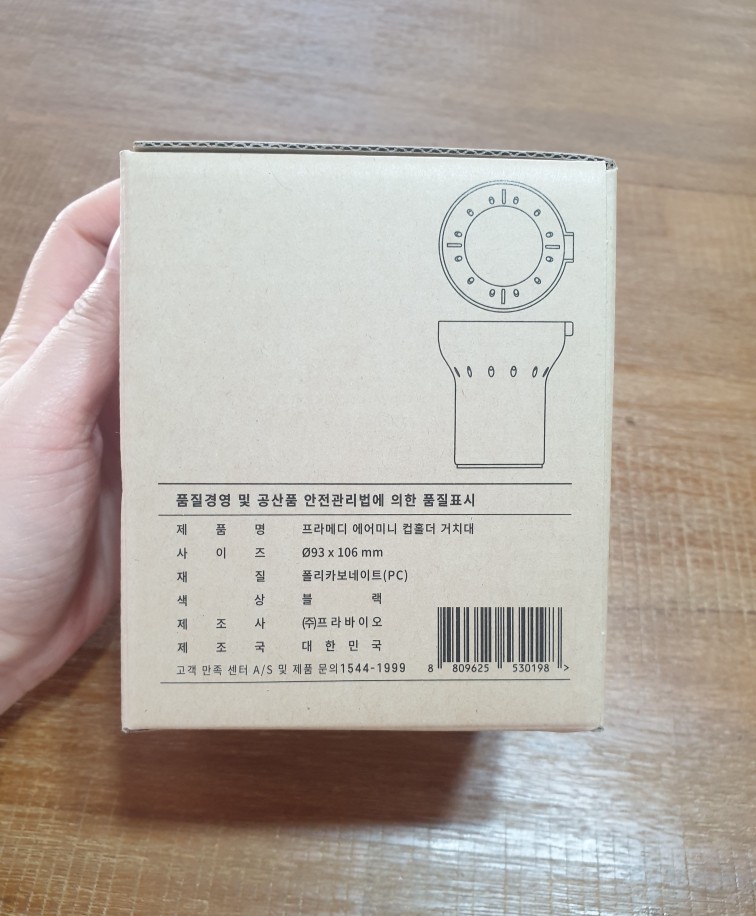 품질경영 및 공산품 안전관리법에 의한 품질표시
제 품 명 프라메디 에어미니 컵홀더 거치대
사 이 즈 Ø93 x 106 mm
재 질 폴리카보네이트(PC)
색 상 블 랙
제 조 사 ㈜프라바이오
제 조 국 대 한 민 국
고객 만족 센터 A/S 및 제품 문의1544-1999
8 809625 530198 >